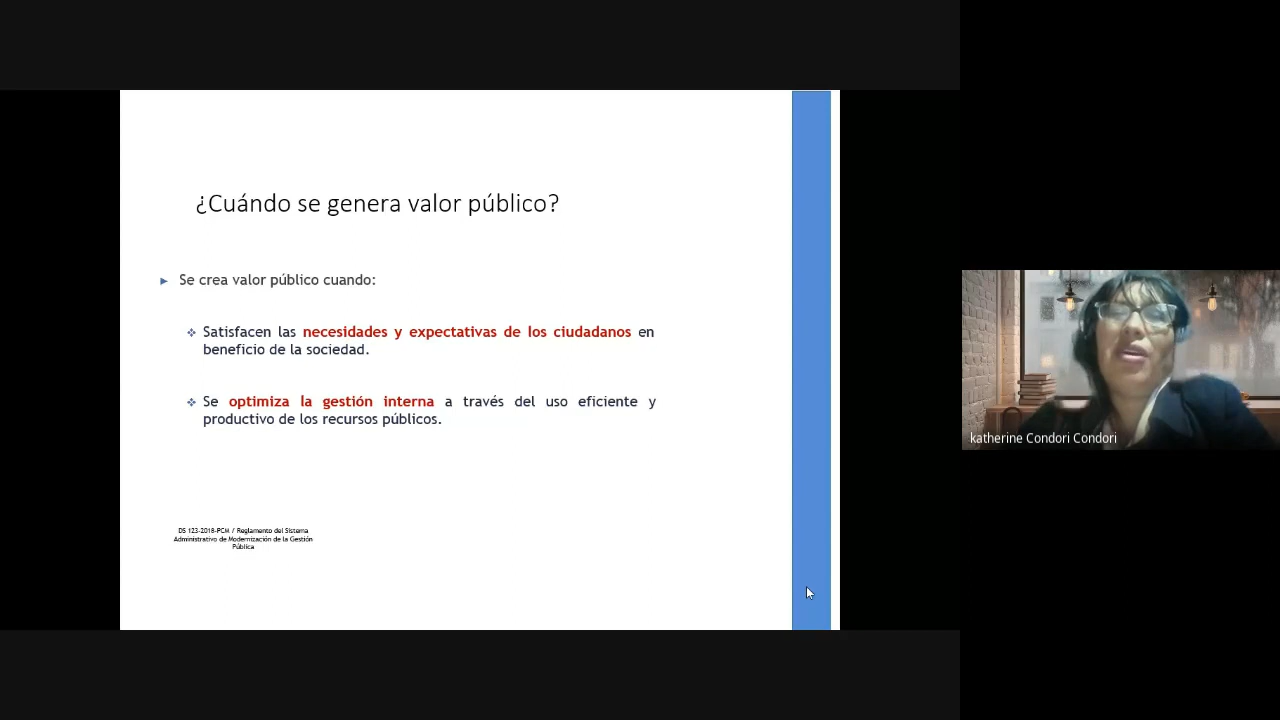 ¿Cuándo se genera valor público?
► Se crea valor público cuando:
❖ Satisfacen las necesidades y expectativas de los ciudadanos en
beneficio de la sociedad.
❖ Se optimiza la gestión interna a través del uso eficiente y
productivo de los recursos públicos.
DS 123-2018-PCM / Reglamento del Sistema
Administrativo de Modernización de la Gestión
Pública
katherine Condori Condori